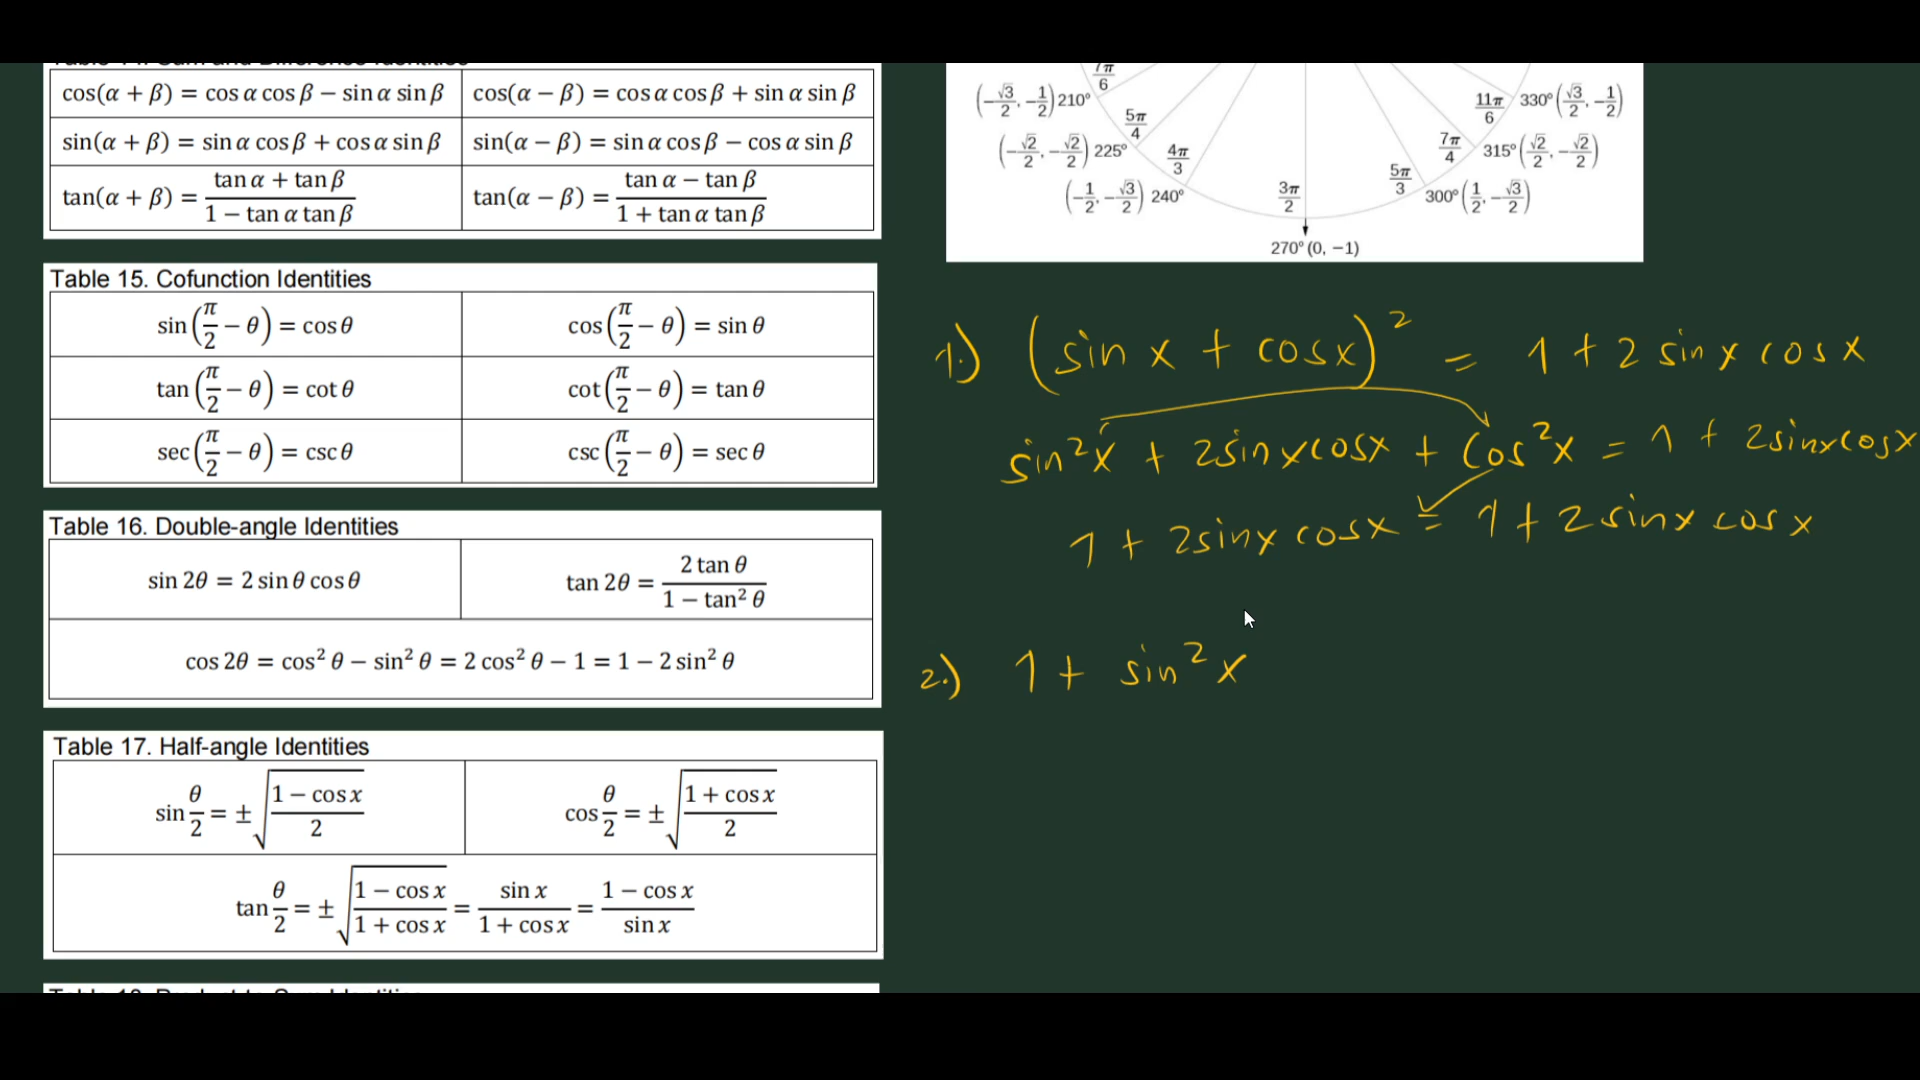 cos(α + β) = cos α cos β − sin α sin β
cos(α − β) = cos α cos β + sin α sin β
sin(α + β) = sin α cos β + cos α sin β
sin(α − β) = sin α cos β − cos α sin β
tan(α + β) = (tan α + tan β)/(1 − tan α tan β)
tan(α − β) = (tan α − tan β)/(1 + tan α tan β)
Table 15. Cofunction Identities
sin(π/2 − θ) = cos θ
cos(π/2 − θ) = sin θ
tan(π/2 − θ) = cot θ
cot(π/2 − θ) = tan θ
sec(π/2 − θ) = csc θ
csc(π/2 − θ) = sec θ
Table 16. Double-angle Identities
sin 2θ = 2 sin θ cos θ
tan 2θ = 2 tan θ/(1 − tan² θ)
cos 2θ = cos² θ − sin² θ = 2 cos² θ − 1 = 1 − 2 sin² θ
Table 17. Half-angle Identities
sin θ/2 = ±√((1 − cos x)/2)
cos θ/2 = ±√((1 + cos x)/2)
tan θ/2 = ±√((1 − cos x)/(1 + cos x)) = sin x/(1 + cos x) = (1 − cos x)/sin x
7π/6
(−√3/2, −1/2) 210°
5π/4
(−√2/2, −√2/2) 225°
4π/3
(−1/2, −√3/2) 240°
3π/2
270° (0, −1)
5π/3
300° (1/2, −√3/2)
7π/4
315° (√2/2, −√2/2)
11π/6
330° (√3/2, −1/2)
1.) (sin x + cos x)² = 1 + 2 sin x cos x
sin²x + 2sinxcosx + cos²x = 1 + 2sinxcosx
1 + 2sinx cosx = 1 + 2 sinx cos x
2.) 1 + sin² x